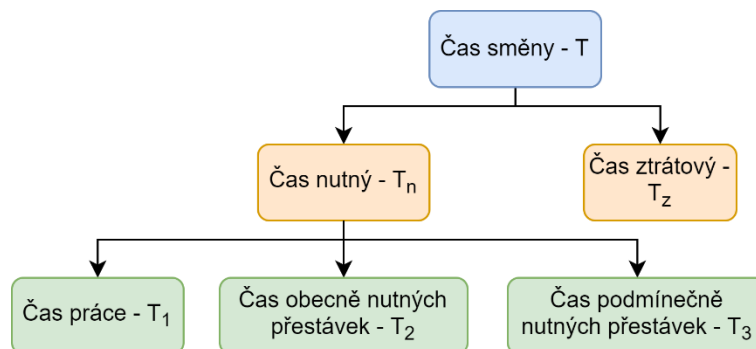 Čas směny - T
Čas nutný - Tn
Čas ztrátový -
Tz
Čas práce - T1
Čas obecně nutných
přestávek - T2
Čas podmínečně
nutných přestávek - T3